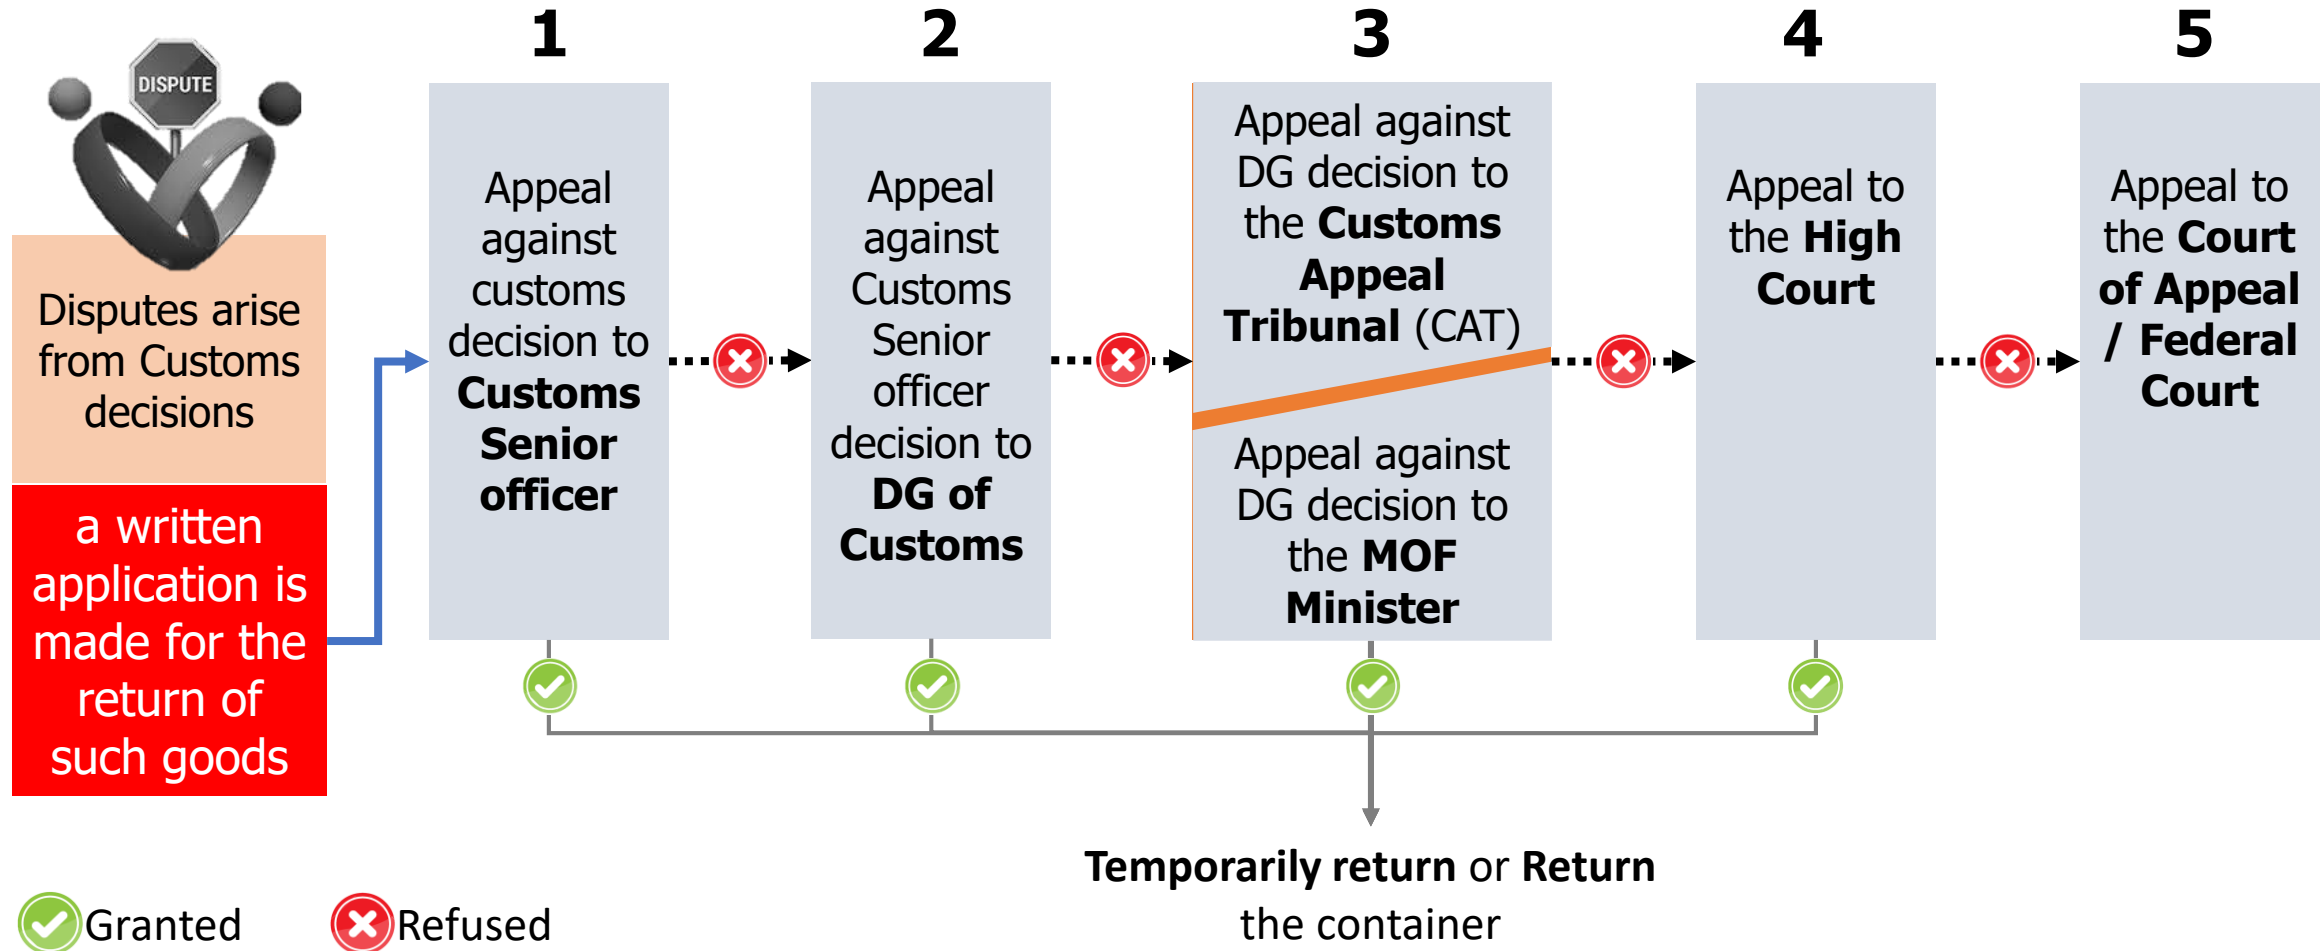 DISPUTE
Disputes arise
from Customs
decisions
a written
application is
made for the
return of
such goods
1
Appeal
against
customs
decision to
Customs
Senior
officer
2
Appeal
against
Customs
Senior
officer
decision to
DG of
Customs
3
Appeal against
DG decision to
the Customs
Appeal
Tribunal (CAT)
Appeal against
DG decision to
the MOF
Minister
4
Appeal to
the High
Court
5
Appeal to
the Court
of Appeal
/ Federal
Court
Temporarily return or Return
the container
Granted
Refused